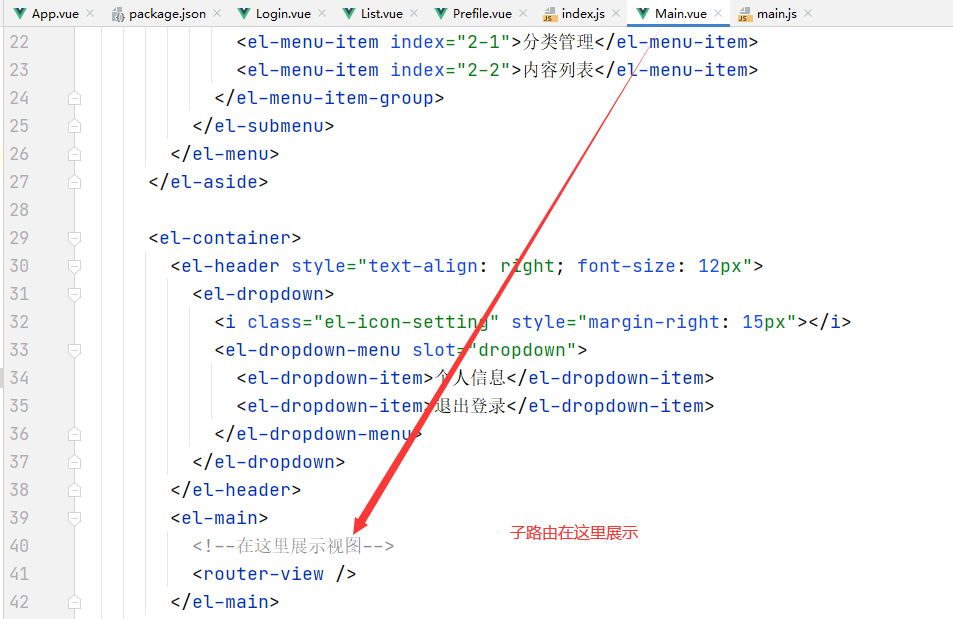 App.vue package.json Login.vue List.vue Prefile.vue index.js Main.vue main.js
22 <el-menu-item index="2-1">分类管理</el-menu-item>
23 <el-menu-item index="2-2">内容列表</el-menu-item>
24 </el-menu-item-group>
25 </el-submenu>
26 </el-menu>
27 </el-aside>
28
29 <el-container>
30 <el-header style="text-align: right; font-size: 12px">
31 <el-dropdown>
32 <i class="el-icon-setting" style="margin-right: 15px"></i>
33 <el-dropdown-menu slot="dropdown">
34 <el-dropdown-item>个人信息</el-dropdown-item>
35 <el-dropdown-item>退出登录</el-dropdown-item>
36 </el-dropdown-menu>
37 </el-dropdown>
38 </el-header>
39 <el-main>
子路由在这里展示
40 <!--在这里展示视图-->
41 <router-view />
42 </el-main>